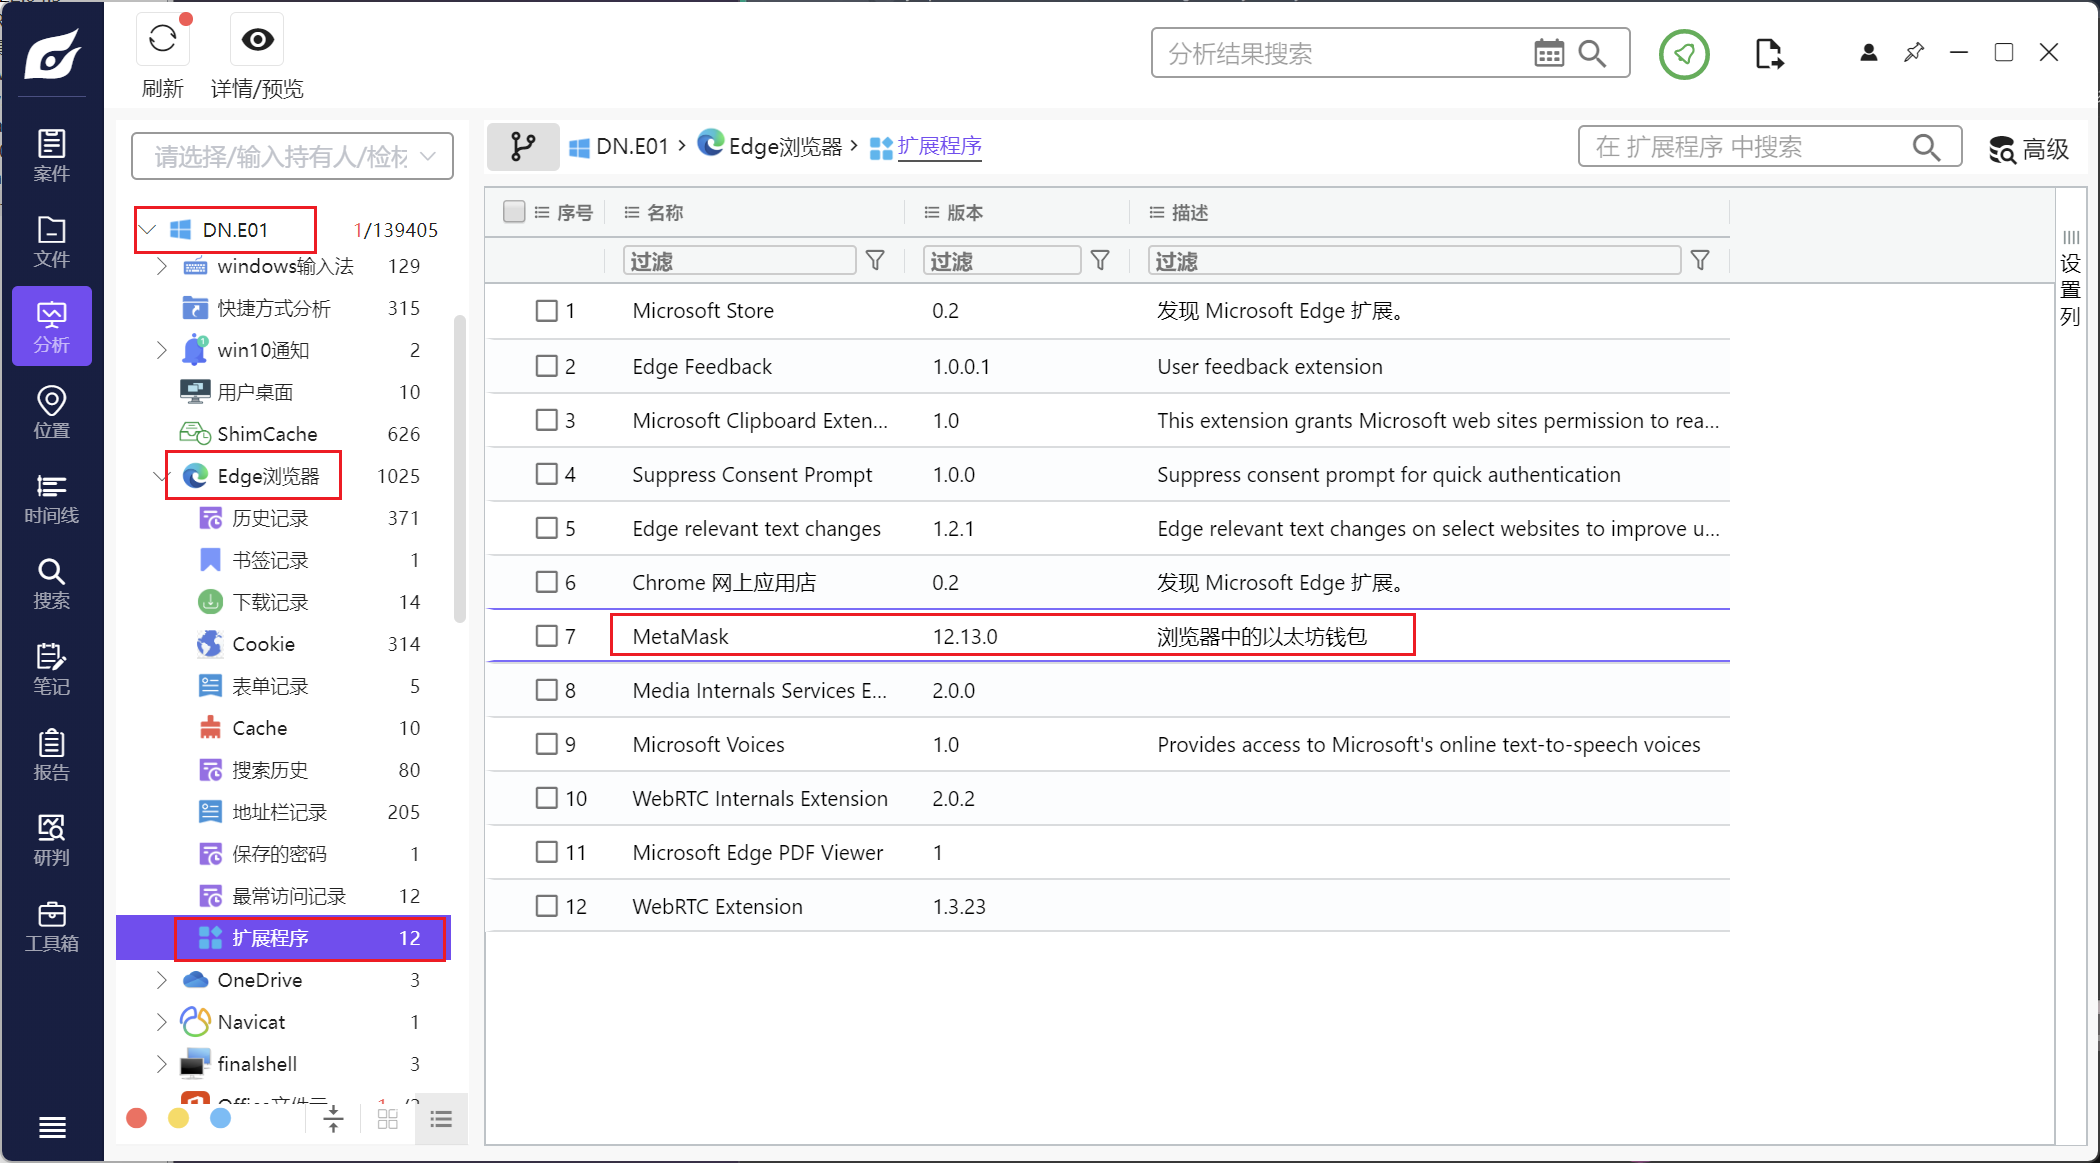 刷新
详情/预览
分析结果搜索
案件
文件
分析
位置
时间线
搜索
笔记
报告
研判
工具箱
请选择/输入持有人/检材
DN.E01 1/139405
windows输入法 129
快捷方式分析 315
win10通知 2
用户桌面 10
ShimCache 626
Edge浏览器 1025
历史记录 371
书签记录 1
下载记录 14
Cookie 314
表单记录 5
Cache 10
搜索历史 80
地址栏记录 205
保存的密码 1
最常访问记录 12
扩展程序 12
OneDrive 3
Navicat 1
finalshell 3
DN.E01 › Edge浏览器 › 扩展程序
在 扩展程序 中搜索
高级
序号 名称 版本 描述
过滤 过滤 过滤
1 Microsoft Store 0.2 发现 Microsoft Edge 扩展。
2 Edge Feedback 1.0.0.1 User feedback extension
3 Microsoft Clipboard Exten... 1.0 This extension grants Microsoft web sites permission to rea...
4 Suppress Consent Prompt 1.0.0 Suppress consent prompt for quick authentication
5 Edge relevant text changes 1.2.1 Edge relevant text changes on select websites to improve u...
6 Chrome 网上应用店 0.2 发现 Microsoft Edge 扩展。
7 MetaMask 12.13.0 浏览器中的以太坊钱包
8 Media Internals Services E... 2.0.0
9 Microsoft Voices 1.0 Provides access to Microsoft's online text-to-speech voices
10 WebRTC Internals Extension 2.0.2
11 Microsoft Edge PDF Viewer 1
12 WebRTC Extension 1.3.23
设置列